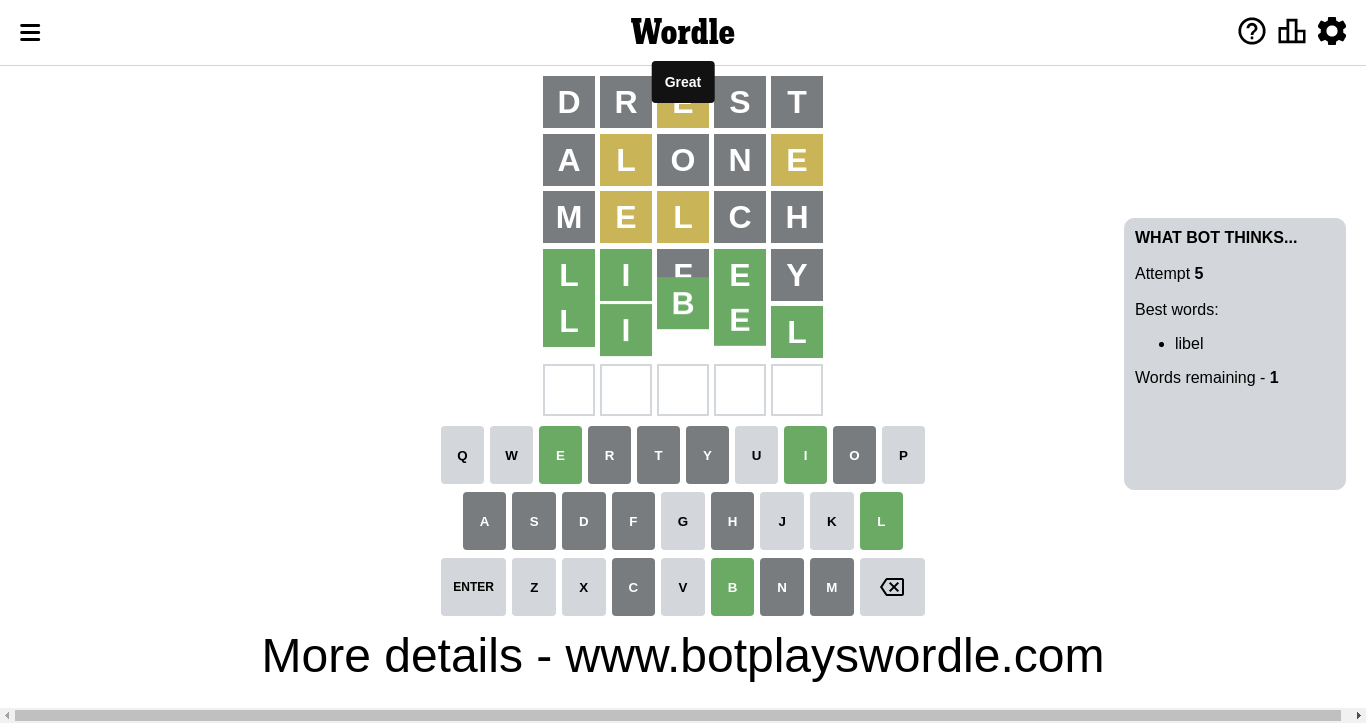 Wordle
Great
D R E S T
A L O N E
M E L C H
L I F E Y
L I B E L
WHAT BOT THINKS...
Attempt 5
Best words:
• libel
Words remaining - 1
Q W E R T Y U I O P
A S D F G H J K L
ENTER Z X C V B N M
More details - www.botplayswordle.com